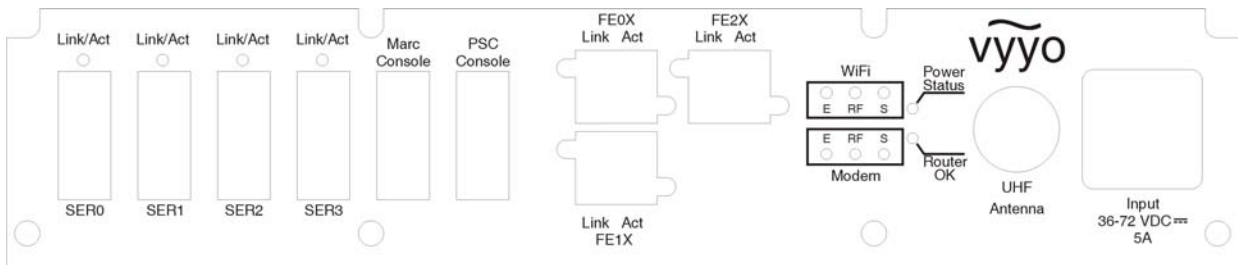 Link/Act
Link/Act
Link/Act
Link/Act
SER0
SER1
SER2
SER3
Marc
Console
PSC
Console
FE0X
Link Act
FE2X
Link Act
Link Act
FE1X
WiFi
E RF S
E RF S
Modem
Power
Status
Router
OK
vyyo
UHF
Antenna
Input
36-72 VDC⎓
5A